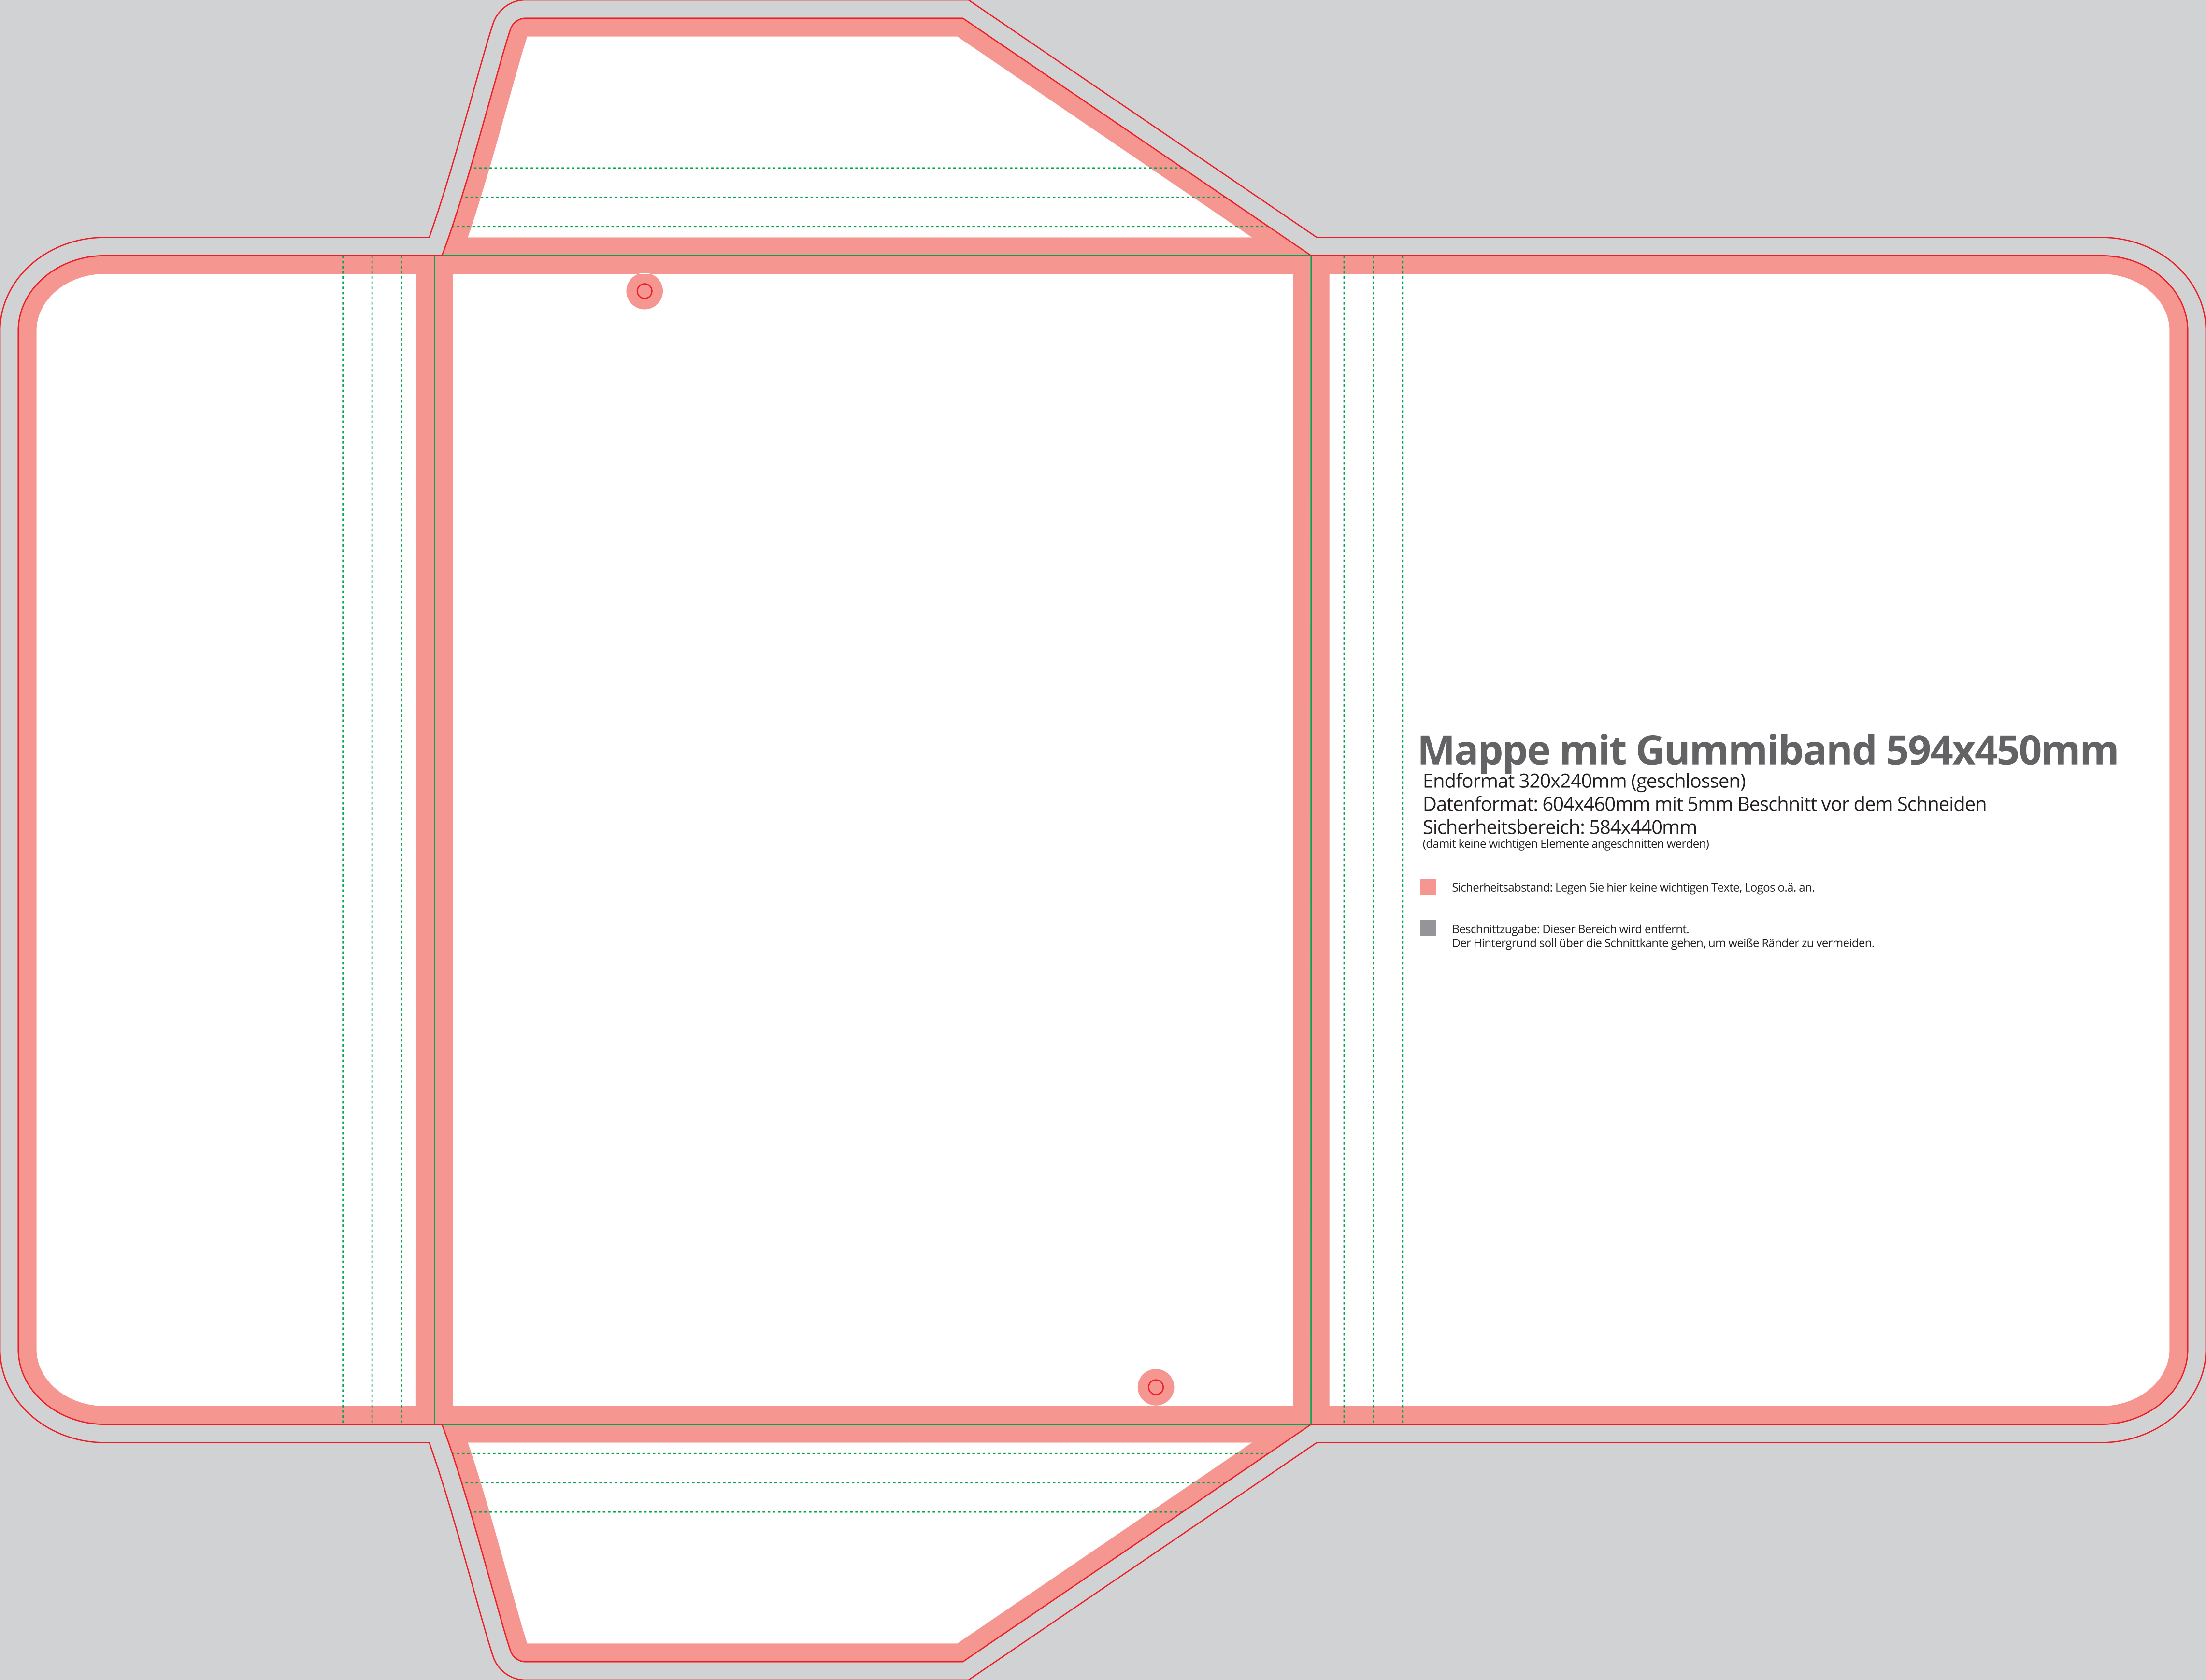 Mappe mit Gummiband 594x450mm
Endformat 320x240mm (geschlossen)
Datenformat: 604x460mm mit 5mm Beschnitt vor dem Schneiden
Sicherheitsbereich: 584x440mm
(damit keine wichtigen Elemente angeschnitten werden)
Sicherheitsabstand: Legen Sie hier keine wichtigen Texte, Logos o.ä. an.
Beschnittzugabe: Dieser Bereich wird entfernt.
Der Hintergrund soll über die Schnittkante gehen, um weiße Ränder zu vermeiden.